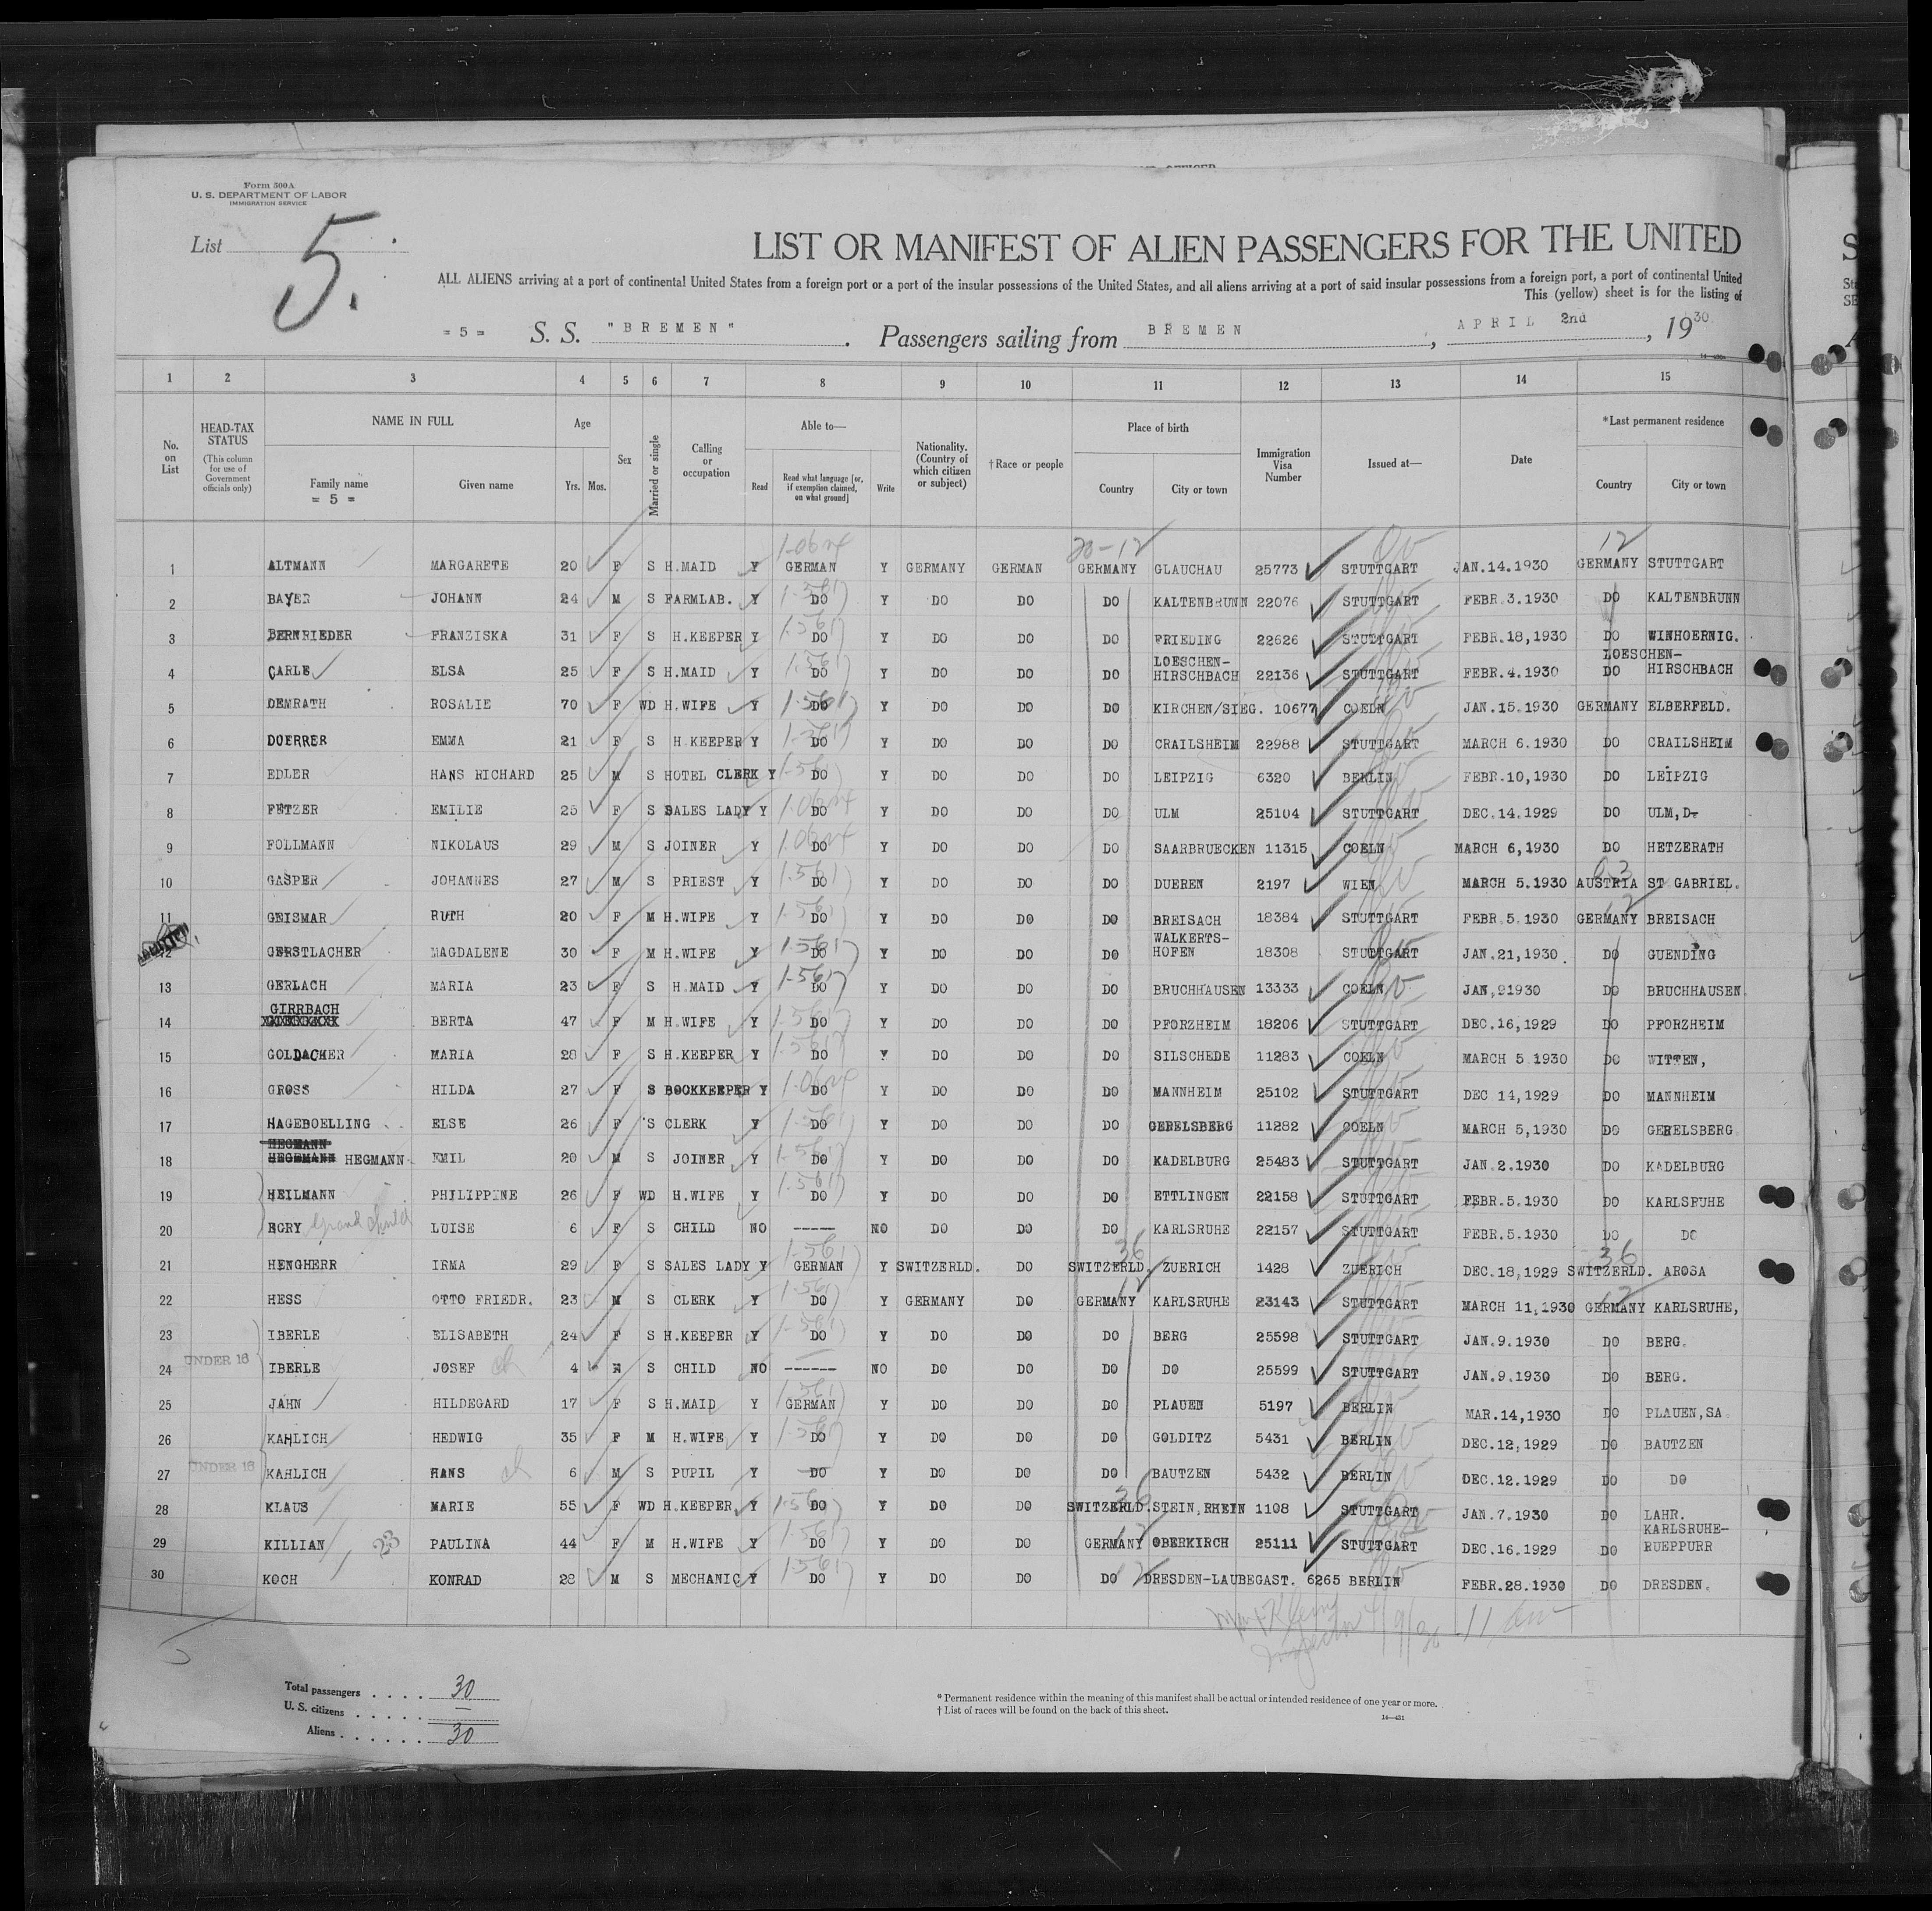 Form 500A
U. S. DEPARTMENT OF LABOR
IMMIGRATION SERVICE
List 5.
LIST OR MANIFEST OF ALIEN PASSENGERS FOR THE UNITED
ALL ALIENS arriving at a port of continental United States from a foreign port or a port of the insular possessions of the United States, and all aliens arriving at a port of said insular possessions from a foreign port, a port of continental United
This (yellow) sheet is for the listing of
= 5 = S. S. "BREMEN" . Passengers sailing from BREMEN , APRIL 2nd , 1930
1 2 3 4 5 6 7 8 9 10 11 12 13 14 15
No. on List
HEAD-TAX STATUS (This column for use of Government officials only)
NAME IN FULL
Family name = 5 =
Given name
Age
Yrs. Mos.
Sex
Married or single
Calling or occupation
Able to—
Read
Read what language [or, if exemption claimed, on what ground]
Write
Nationality. (Country of which citizen or subject)
†Race or people
Place of birth
Country
City or town
Immigration Visa Number
Issued at—
Date
*Last permanent residence
Country
City or town
1 ALTMANN MARGARETE 20 F S H.MAID Y GERMAN Y GERMANY GERMAN GERMANY GLAUCHAU 25773 STUTTGART JAN.14.1930 GERMANY STUTTGART
2 BAYER JOHANN 24 M S FARMLAB. Y DO Y DO DO DO KALTENBRUNN 22076 STUTTGART FEBR.3.1930 DO KALTENBRUNN
3 BERNRIEDER FRANZISKA 31 F S H.KEEPER Y DO Y DO DO DO FRIEDING 22626 STUTTGART FEBR.18,1930 DO WINHOERNIG.
4 CARLE ELSA 25 F S H.MAID Y DO Y DO DO DO LOESCHEN-HIRSCHBACH 22136 STUTTGART FEBR.4.1930 DO LOESCHEN-HIRSCHBACH
5 DEMRATH ROSALIE 70 F WD H.WIFE Y DO Y DO DO DO KIRCHEN/SIEG. 10677 COELN JAN.15.1930 GERMANY ELBERFELD.
6 DOERRER EMMA 21 F S H.KEEPER Y DO Y DO DO DO CRAILSHEIM 22988 STUTTGART MARCH 6.1930 DO CRAILSHEIM
7 EDLER HANS RICHARD 25 M S HOTEL CLERK Y DO Y DO DO DO LEIPZIG 6320 BERLIN FEBR.10,1930 DO LEIPZIG
8 FETZER EMILIE 25 F S SALES LADY Y DO Y DO DO DO ULM 25104 STUTTGART DEC.14.1929 DO ULM,D-
9 FOLLMANN NIKOLAUS 29 M S JOINER Y DO Y DO DO DO SAARBRUECKEN 11315 COELN MARCH 6,1930 DO HETZERATH
10 GASPER JOHANNES 27 M S PRIEST Y DO Y DO DO DO DUEREN 2197 WIEN MARCH 5.1930 AUSTRIA ST GABRIEL.
11 GEISMAR RUTH 20 F M H.WIFE Y DO Y DO DO DO BREISACH 18384 STUTTGART FEBR.5.1930 GERMANY BREISACH
12 GERSTLACHER MAGDALENE 30 F M H.WIFE Y DO Y DO DO DO WALKERTS-HOFEN 18308 STUTTGART JAN.21,1930 DO GUENDING
13 GERLACH MARIA 23 F S H.MAID Y DO Y DO DO DO BRUCHHAUSEN 13333 COELN JAN,91930 DO BRUCHHAUSEN
14 GIRRBACH BERTA 47 F M H.WIFE Y DO Y DO DO DO PFORZHEIM 18206 STUTTGART DEC.16,1929 DO PFORZHEIM
15 GOLDACHER MARIA 28 F S H.KEEPER Y DO Y DO DO DO SILSCHEDE 11283 COELN MARCH 5.1930 DO WITTEN,
16 GROSS HILDA 27 F S BOOKKEEPER Y DO Y DO DO DO MANNHEIM 25102 STUTTGART DEC 14,1929 DO MANNHEIM
17 HAGEBOELLING ELSE 26 F S CLERK Y DO Y DO DO DO GEBELSBERG 11282 COELN MARCH 5,1930 DO GEBELSBERG
18 HEGMANN HEGEMANN HEGMANN EMIL 20 M S JOINER Y DO Y DO DO DO KADELBURG 25483 STUTTGART JAN.2.1930 DO KADELBURG
19 HEILMANN PHILIPPINE 26 F WD H.WIFE Y DO Y DO DO DO ETTLINGEN 22158 STUTTGART FEBR.5.1930 DO KARLSRUHE
20 RORY Grand Child LUISE 6 F S CHILD NO ----- NO DO DO DO KARLSRUHE 22157 STUTTGART FEBR.5.1930 DO DO
21 HENGHERR IRMA 29 F S SALES LADY Y GERMAN Y SWITZERLD. DO SWITZERLD. ZUERICH 1428 ZUERICH DEC.18,1929 SWITZERLD. AROSA
22 HESS OTTO FRIEDR. 23 M S CLERK Y DO Y GERMANY DO GERMANY KARLSRUHE 23143 STUTTGART MARCH 11,1930 GERMANY KARLSRUHE,
23 IBERLE ELISABETH 24 F S H.KEEPER Y DO Y DO DO DO BERG 25598 STUTTGART JAN.9.1930 DO BERG.
24 UNDER 16 IBERLE JOSEF ch 4 M S CHILD NO ------ NO DO DO DO DO 25599 STUTTGART JAN.9.1930 DO BERG.
25 JAHN HILDEGARD 17 F S H.MAID Y GERMAN Y DO DO DO PLAUEN 5197 BERLIN MAR.14,1930 DO PLAUEN,SA
26 KAHLICH HEDWIG 35 F M H.WIFE Y DO Y DO DO DO GOLDITZ 5431 BERLIN DEC.12,1929 DO BAUTZEN
27 UNDER 16 KAHLICH HANS ch 6 M S PUPIL Y DO Y DO DO DO BAUTZEN 5432 BERLIN DEC.12.1929 DO DO
28 KLAUS MARIE 55 F WD H.KEEPER Y DO Y DO DO SWITZERLD. STEIN,RHEIN 1108 STUTTGART JAN.7.1930 DO LAHR.
29 KILLIAN 23 PAULINA 44 F M H.WIFE Y DO Y DO DO GERMANY OBERKIRCH 25111 STUTTGART DEC.16.1929 DO KARLSRUHE-RUEPPURR
30 KOCH KONRAD 28 M S MECHANIC Y DO Y DO DO DO DRESDEN-LAUBEGAST. 6265 BERLIN FEBR.28.1930 DO DRESDEN.
Total passengers . . . . 30
U. S. citizens . . . . . —
Aliens . . . . . . 30
* Permanent residence within the meaning of this manifest shall be actual or intended residence of one year or more.
† List of races will be found on the back of this sheet.